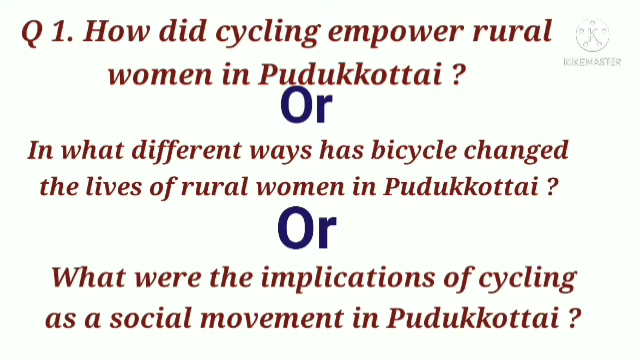 Q 1. How did cycling empower rural
KINEMASTER
women in Pudukkottai ?
Or
In what different ways has bicycle changed
the lives of rural women in Pudukkottai ?
Or
What were the implications of cycling
as a social movement in Pudukkottai ?